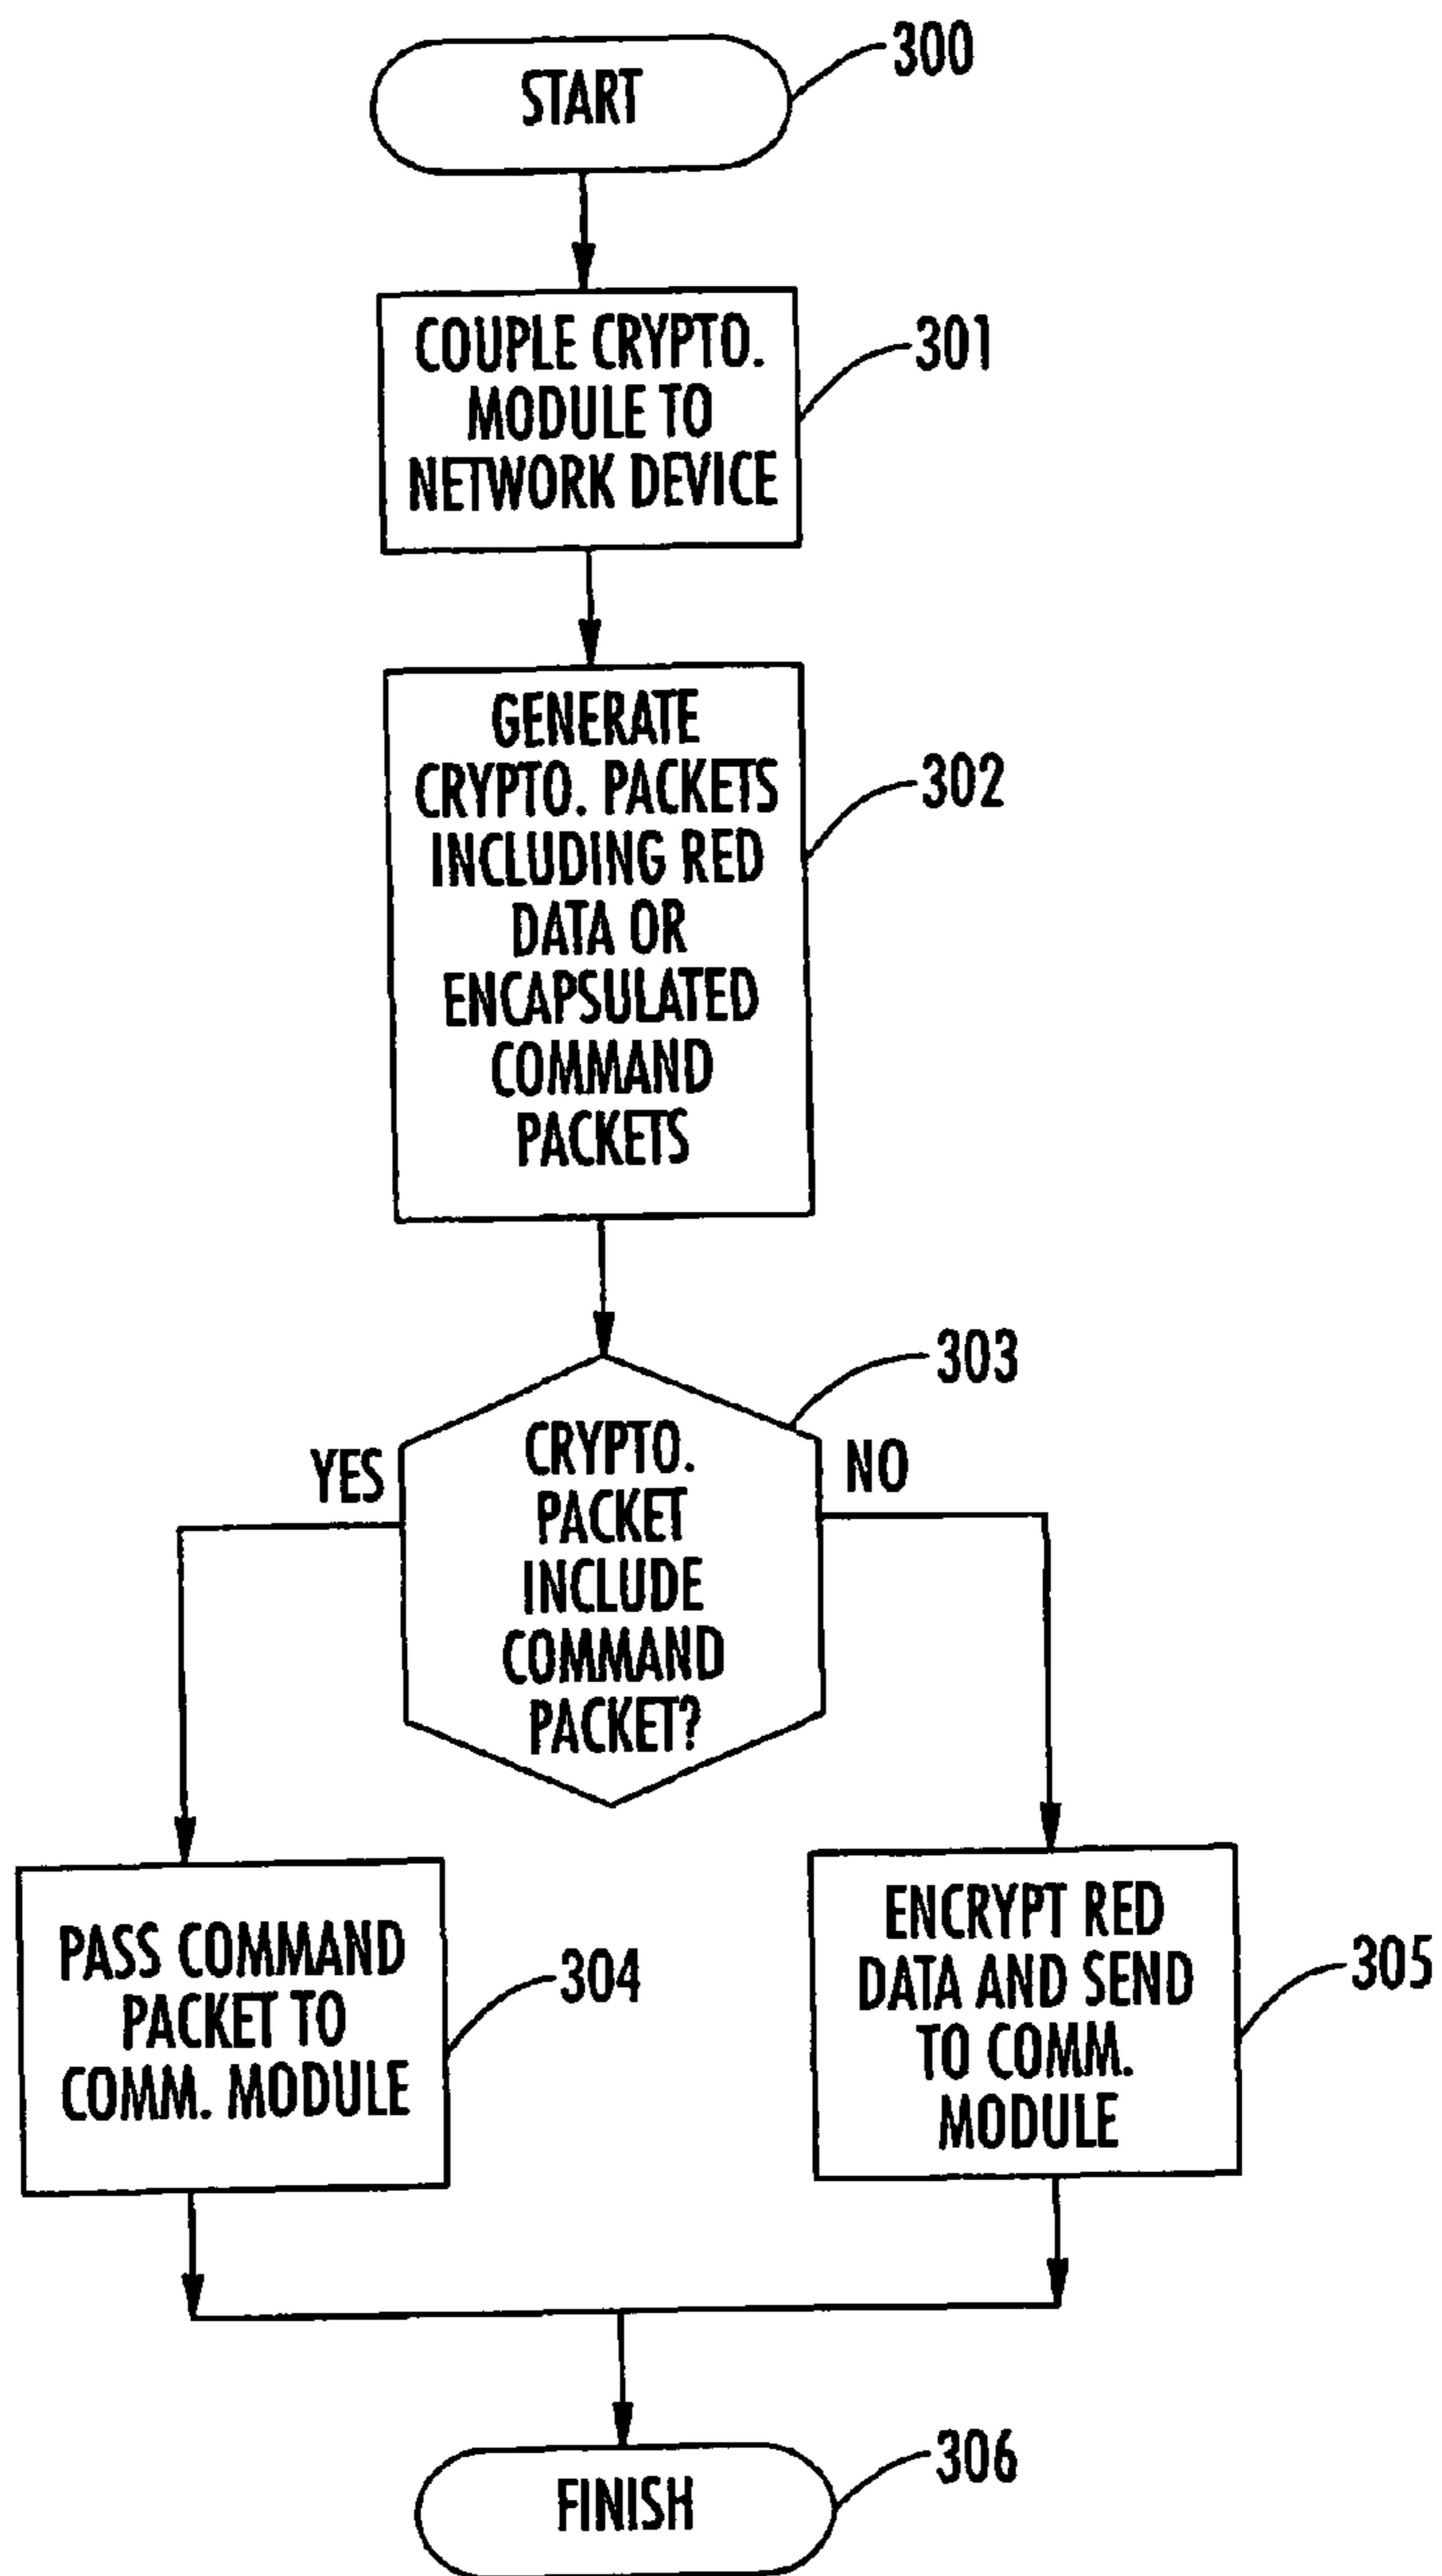 START
300
COUPLE CRYPTO.
MODULE TO
NETWORK DEVICE
301
GENERATE
CRYPTO. PACKETS
INCLUDING RED
DATA OR
ENCAPSULATED
COMMAND
PACKETS
302
303
CRYPTO.
PACKET
INCLUDE
COMMAND
PACKET?
YES
NO
PASS COMMAND
PACKET TO
COMM. MODULE
304
ENCRYPT RED
DATA AND SEND
TO COMM.
MODULE
305
FINISH
306